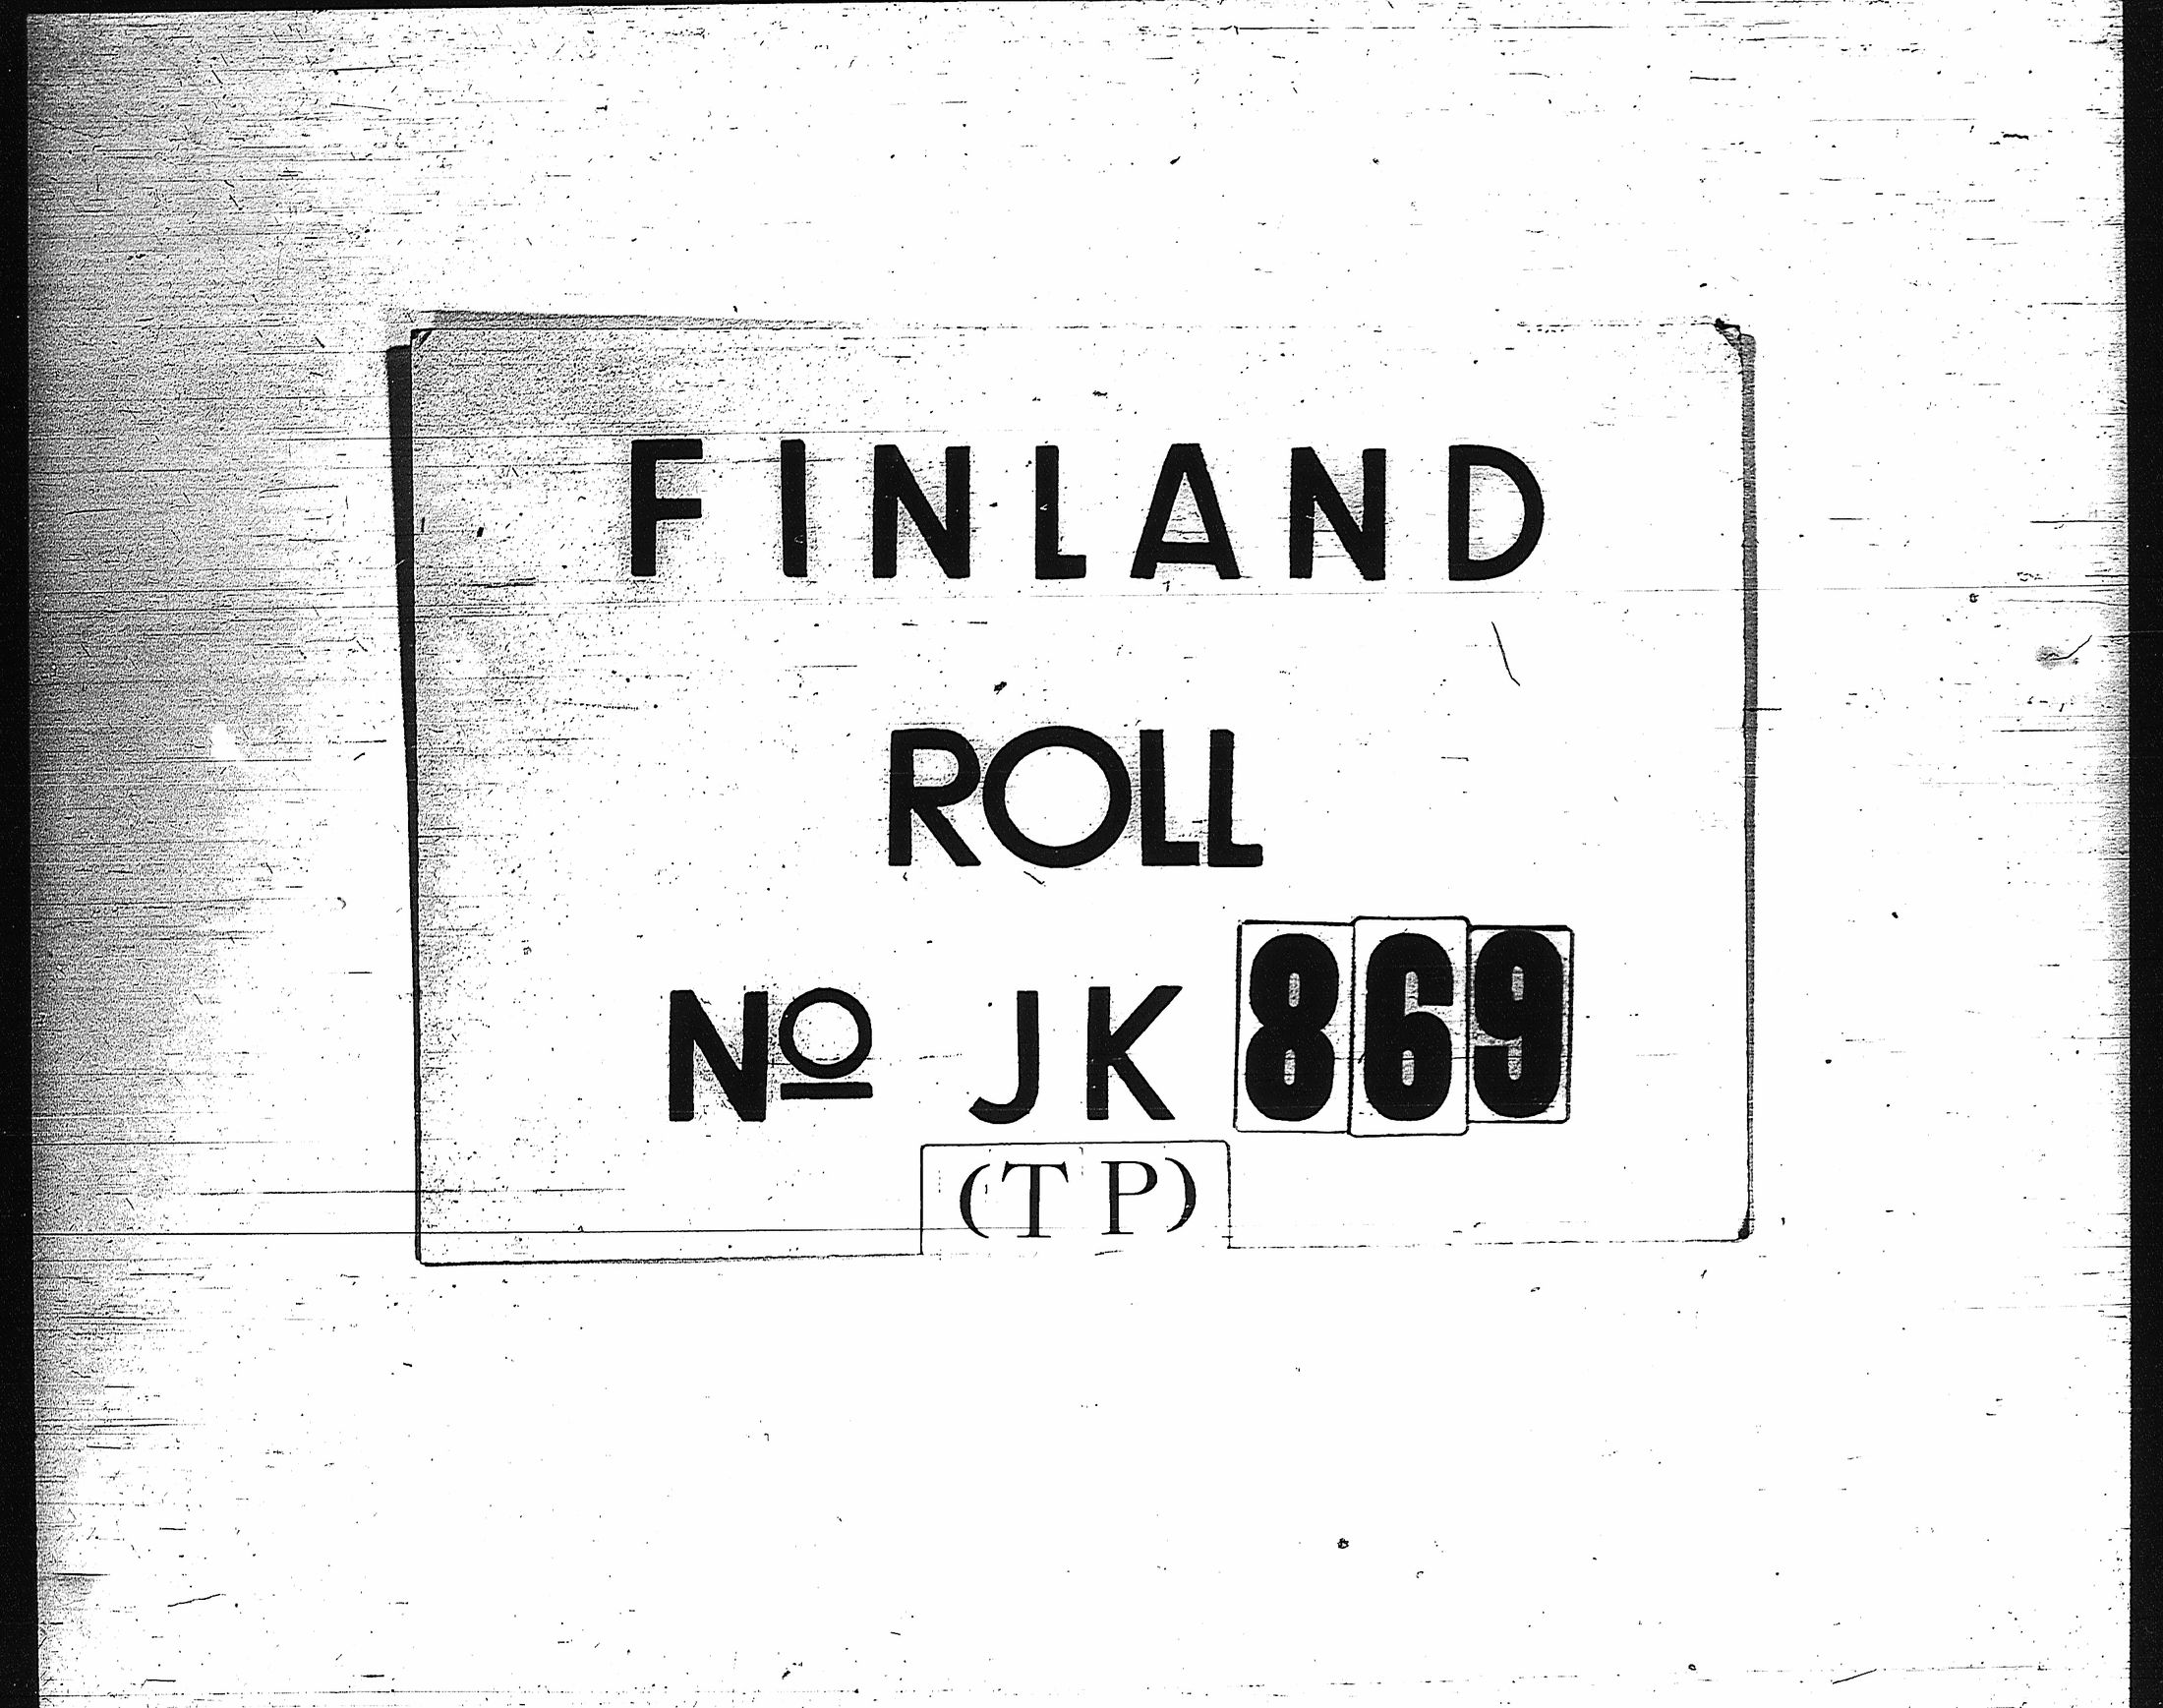 FINLAND
ROLL
Nº JK 869
(TP)